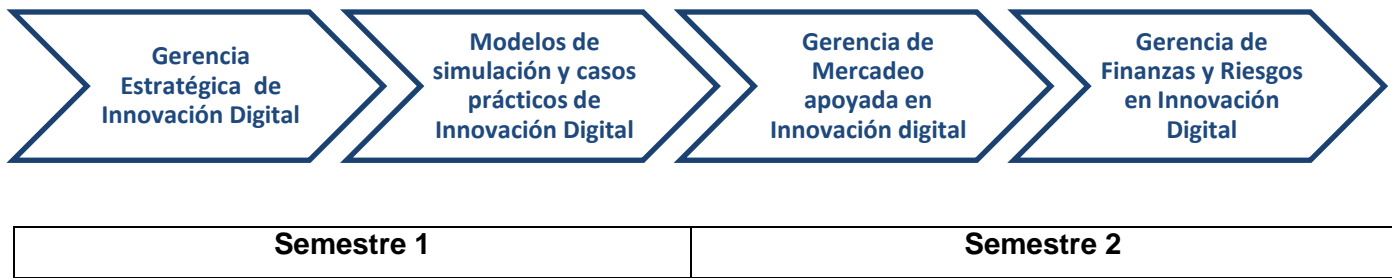 Gerencia
Estratégica de
Innovación Digital
Modelos de
simulación y casos
prácticos de
Innovación Digital
Gerencia de
Mercadeo
apoyada en
Innovación digital
Gerencia de
Finanzas y Riesgos
en Innovación
Digital
Semestre 1
Semestre 2